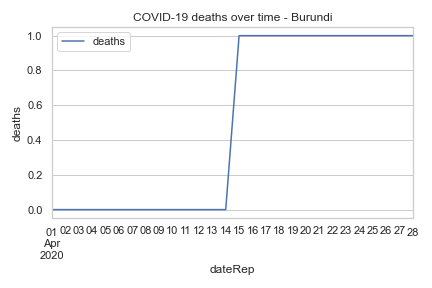 COVID-19 deaths over time - Burundi
deaths
1.0
0.8
0.6
0.4
0.2
0.0
deaths
01 02 03 04 05 06 07 08 09 10 11 12 13 14 15 16 17 18 19 20 21 22 23 24 25 26 27 28
Apr
2020
dateRep